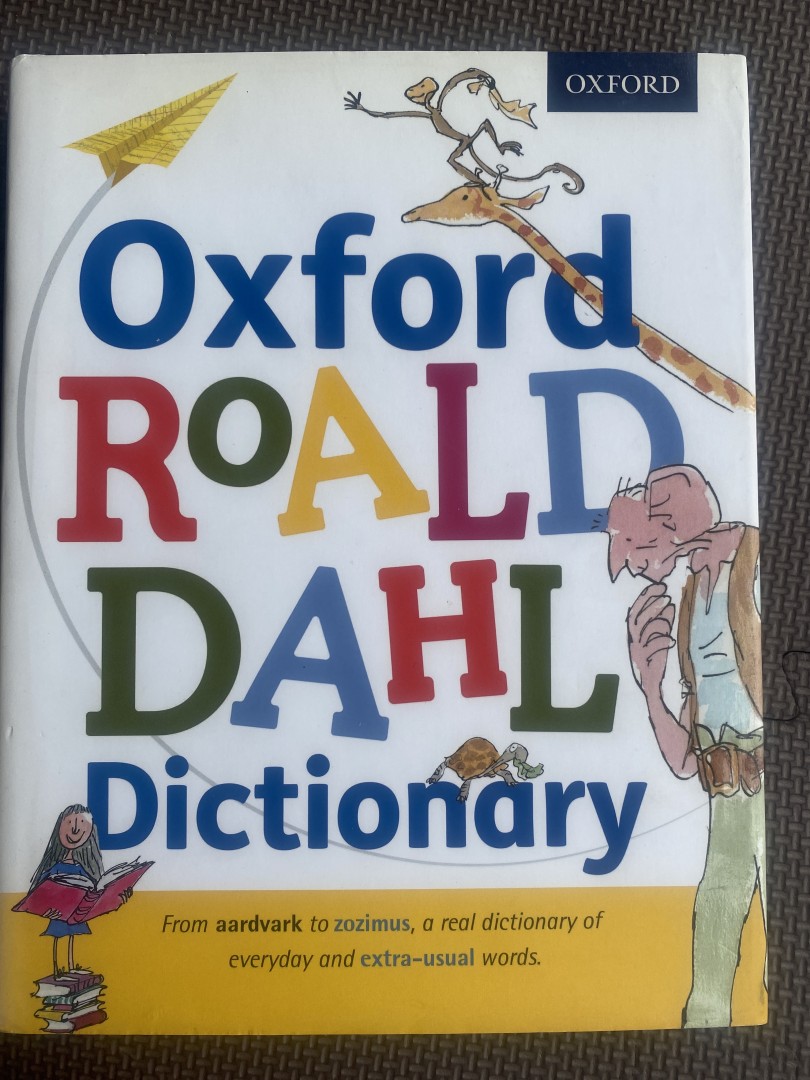 OXFORD
Oxford
ROALD
DAHL
Dictionary
From aardvark to zozimus, a real dictionary of
everyday and extra-usual words.